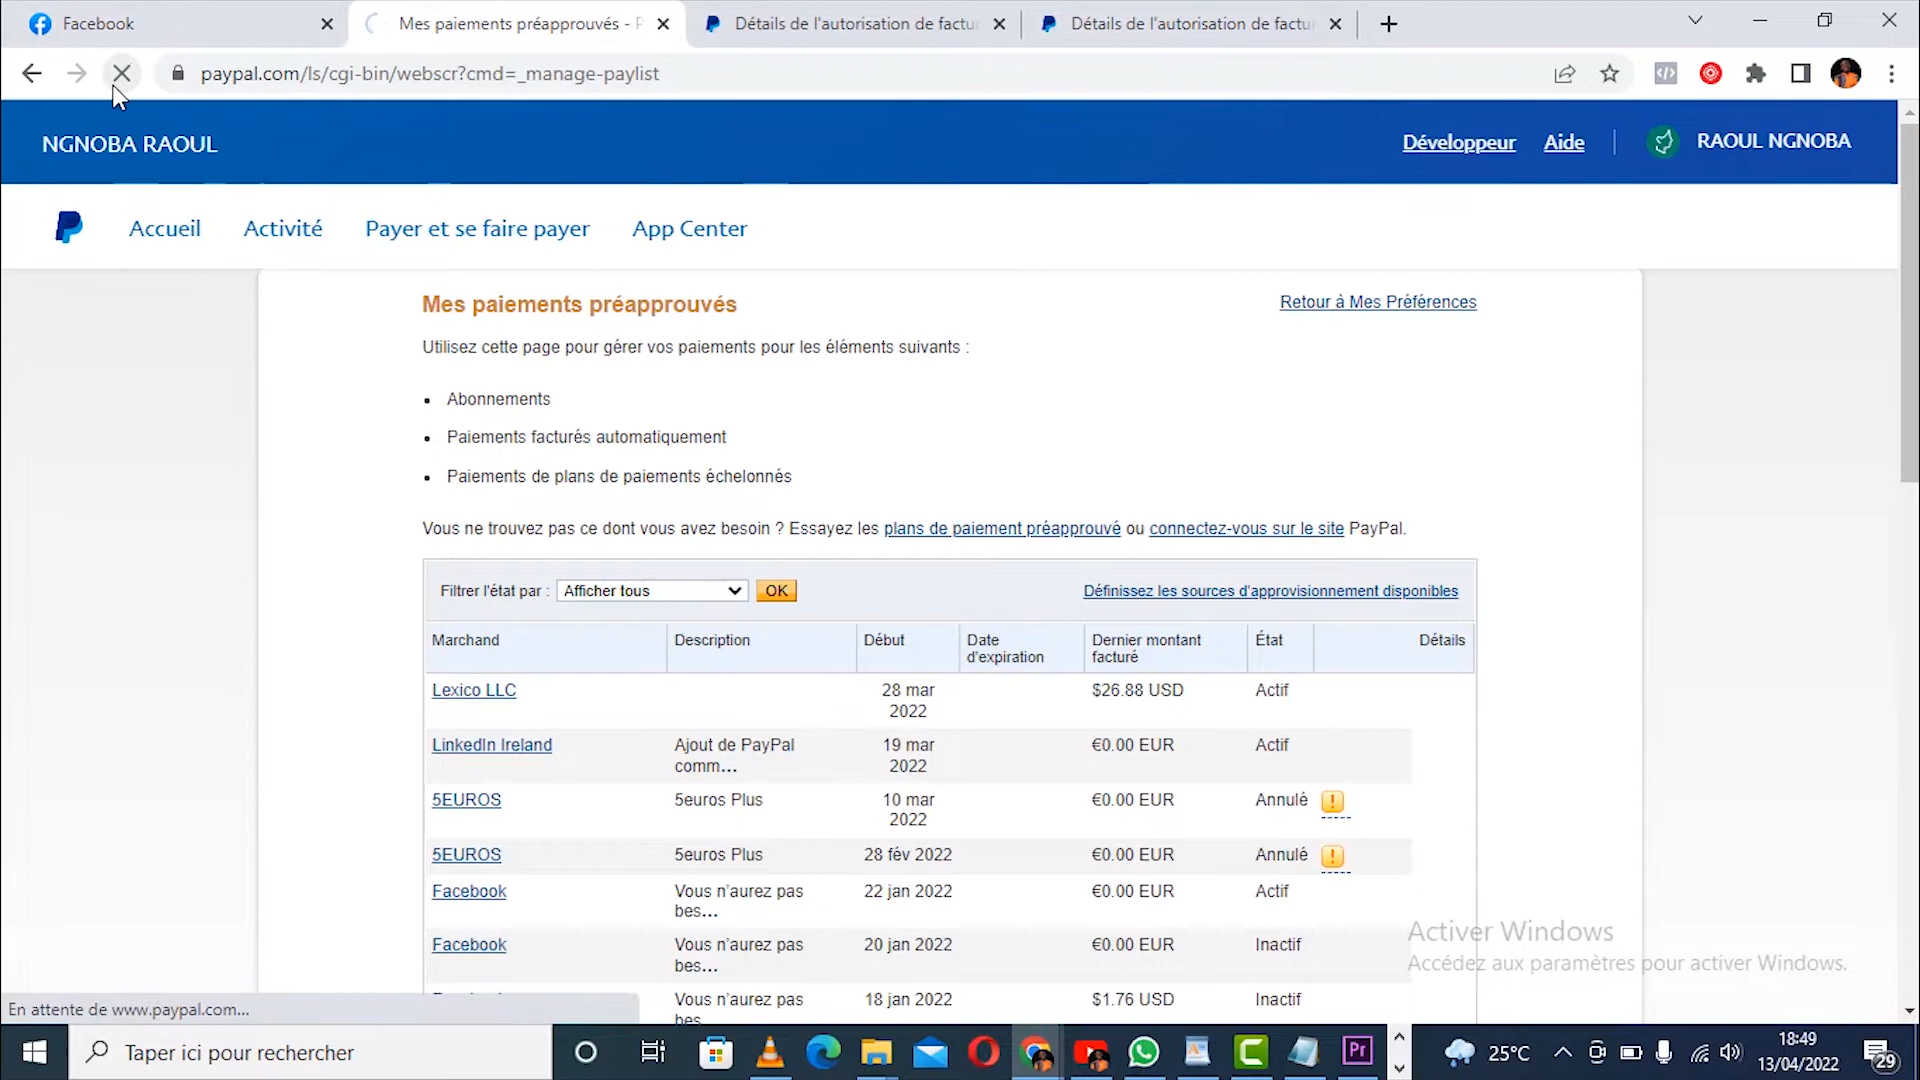 Facebook
Mes paiements préapprouvés - P
Détails de l'autorisation de factu
Détails de l'autorisation de factu
paypal.com/ls/cgi-bin/webscr?cmd=_manage-paylist
NGNOBA RAOUL
Développeur
Aide
RAOUL NGNOBA
Accueil
Activité
Payer et se faire payer
App Center
Mes paiements préapprouvés
Retour à Mes Préférences
Utilisez cette page pour gérer vos paiements pour les éléments suivants :
• Abonnements
• Paiements facturés automatiquement
• Paiements de plans de paiements échelonnés
Vous ne trouvez pas ce dont vous avez besoin ? Essayez les plans de paiement préapprouvé ou connectez-vous sur le site PayPal.
Filtrer l'état par : Afficher tous OK
Définissez les sources d'approvisionnement disponibles
Marchand Description Début Date d'expiration Dernier montant facturé État Détails
Lexico LLC 28 mar 2022 $26.88 USD Actif
LinkedIn Ireland Ajout de PayPal comm... 19 mar 2022 €0.00 EUR Actif
5EUROS 5euros Plus 10 mar 2022 €0.00 EUR Annulé !
5EUROS 5euros Plus 28 fév 2022 €0.00 EUR Annulé !
Facebook Vous n'aurez pas bes... 22 jan 2022 €0.00 EUR Actif
Facebook Vous n'aurez pas bes... 20 jan 2022 €0.00 EUR Inactif
Vous n'aurez pas bes 18 jan 2022 $1.76 USD Inactif
Activer Windows
Accédez aux paramètres pour activer Windows.
En attente de www.paypal.com...
Taper ici pour rechercher
Pr
25°C
18:49
13/04/2022
29